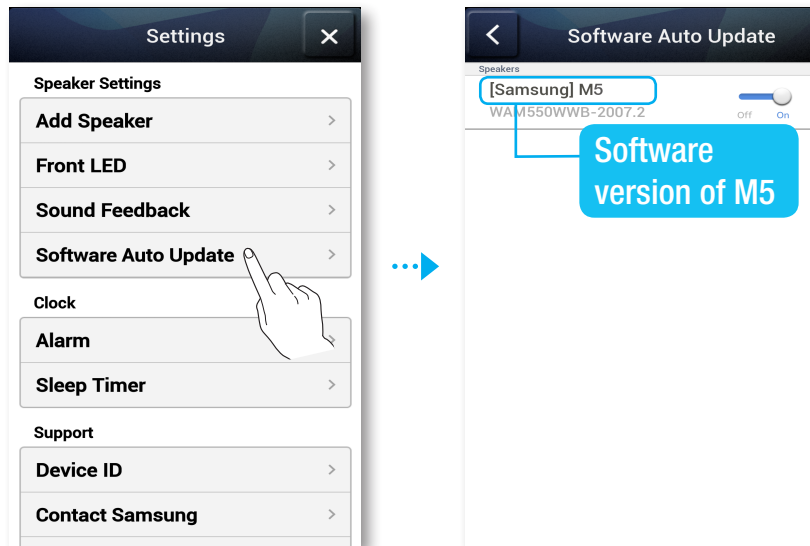 Settings
Speaker Settings
Add Speaker
Front LED
Sound Feedback
Software Auto Update
Clock
Alarm
Sleep Timer
Support
Device ID
Contact Samsung
Software Auto Update
Speakers
[Samsung] M5
WAM550WWB-2007.2
Off On
Software
version of M5